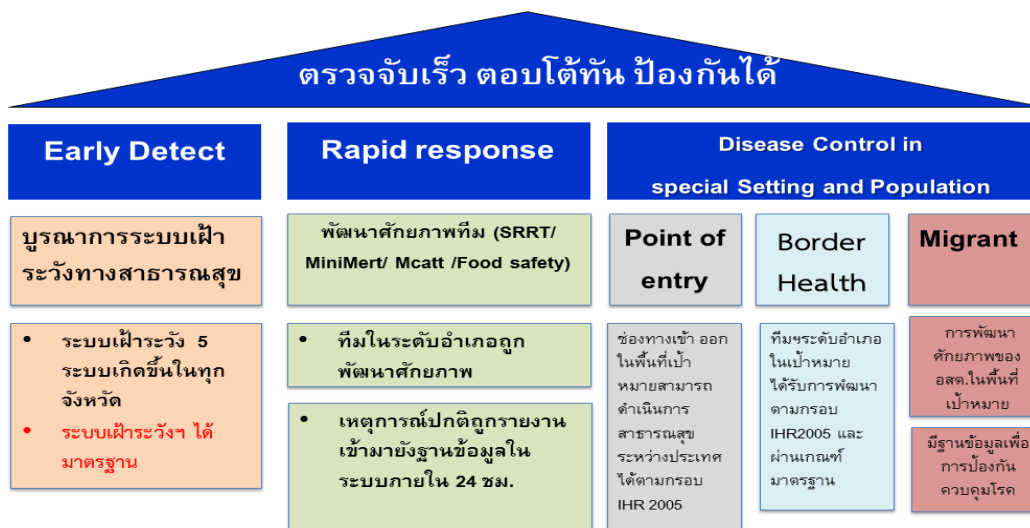 ตรวจจับเร็ว ตอบโต้ทัน ป้องกันได้
Early Detect
บูรณาการระบบเฝ้า
ระวังทางสาธารณสุข
• ระบบเฝ้าระวัง 5
ระบบเกิดขึ้นในทุก
จังหวัด
• ระบบเฝ้าระวังฯ ได้
มาตรฐาน
Rapid response
พัฒนาศักยภาพทีม (SRRT/
MiniMert/ Mcatt /Food safety)
• ทีมในระดับอำเภอถูก
พัฒนาศักยภาพ
• เหตุการณ์ปกติถูกรายงาน
เข้ามายังฐานข้อมูลใน
ระบบภายใน 24 ชม.
Disease Control in
special Setting and Population
Point of
entry
ช่องทางเข้า ออก
ในพื้นที่เป้า
หมายสามารถ
ดำเนินการ
สาธารณสุข
ระหว่างประเทศ
ได้ตามกรอบ
IHR 2005
Border
Health
ทีมฯระดับอำเภอ
ในเป้าหมาย
ได้รับการพัฒนา
ตามกรอบ
IHR2005 และ
ผ่านเกณฑ์
มาตรฐาน
Migrant
การพัฒนา
ศักยภาพของ
อสต.ในพื้นที่
เป้าหมาย
มีฐานข้อมูลเพื่อ
การป้องกัน
ควบคุมโรค